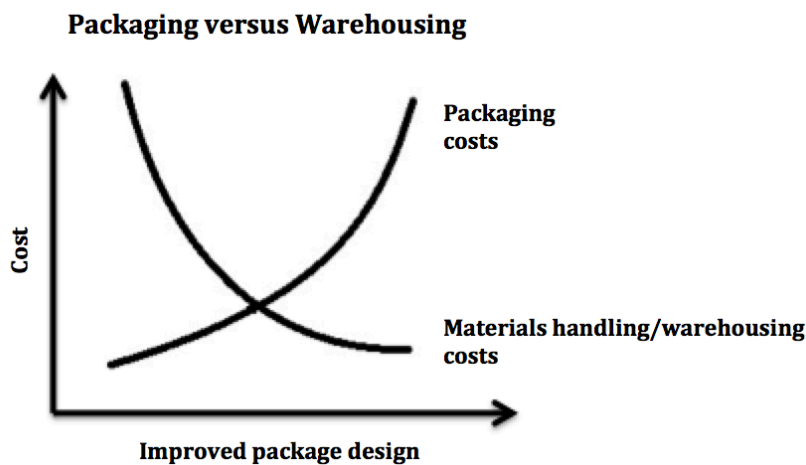 Packaging versus Warehousing
Packaging
costs
Cost
Materials handling/warehousing
costs
Improved package design